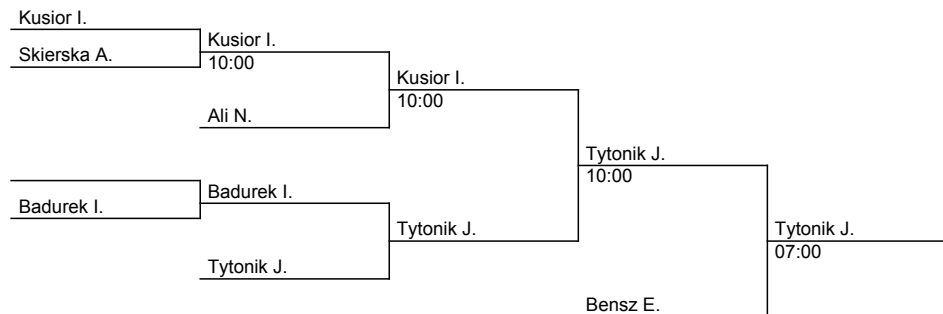 Kusior I.
Skierska A.
Kusior I.
10:00
Ali N.
Kusior I.
10:00
Badurek I.
Badurek I.
Tytonik J.
Tytonik J.
Tytonik J.
10:00
Bensz E.
Tytonik J.
07:00